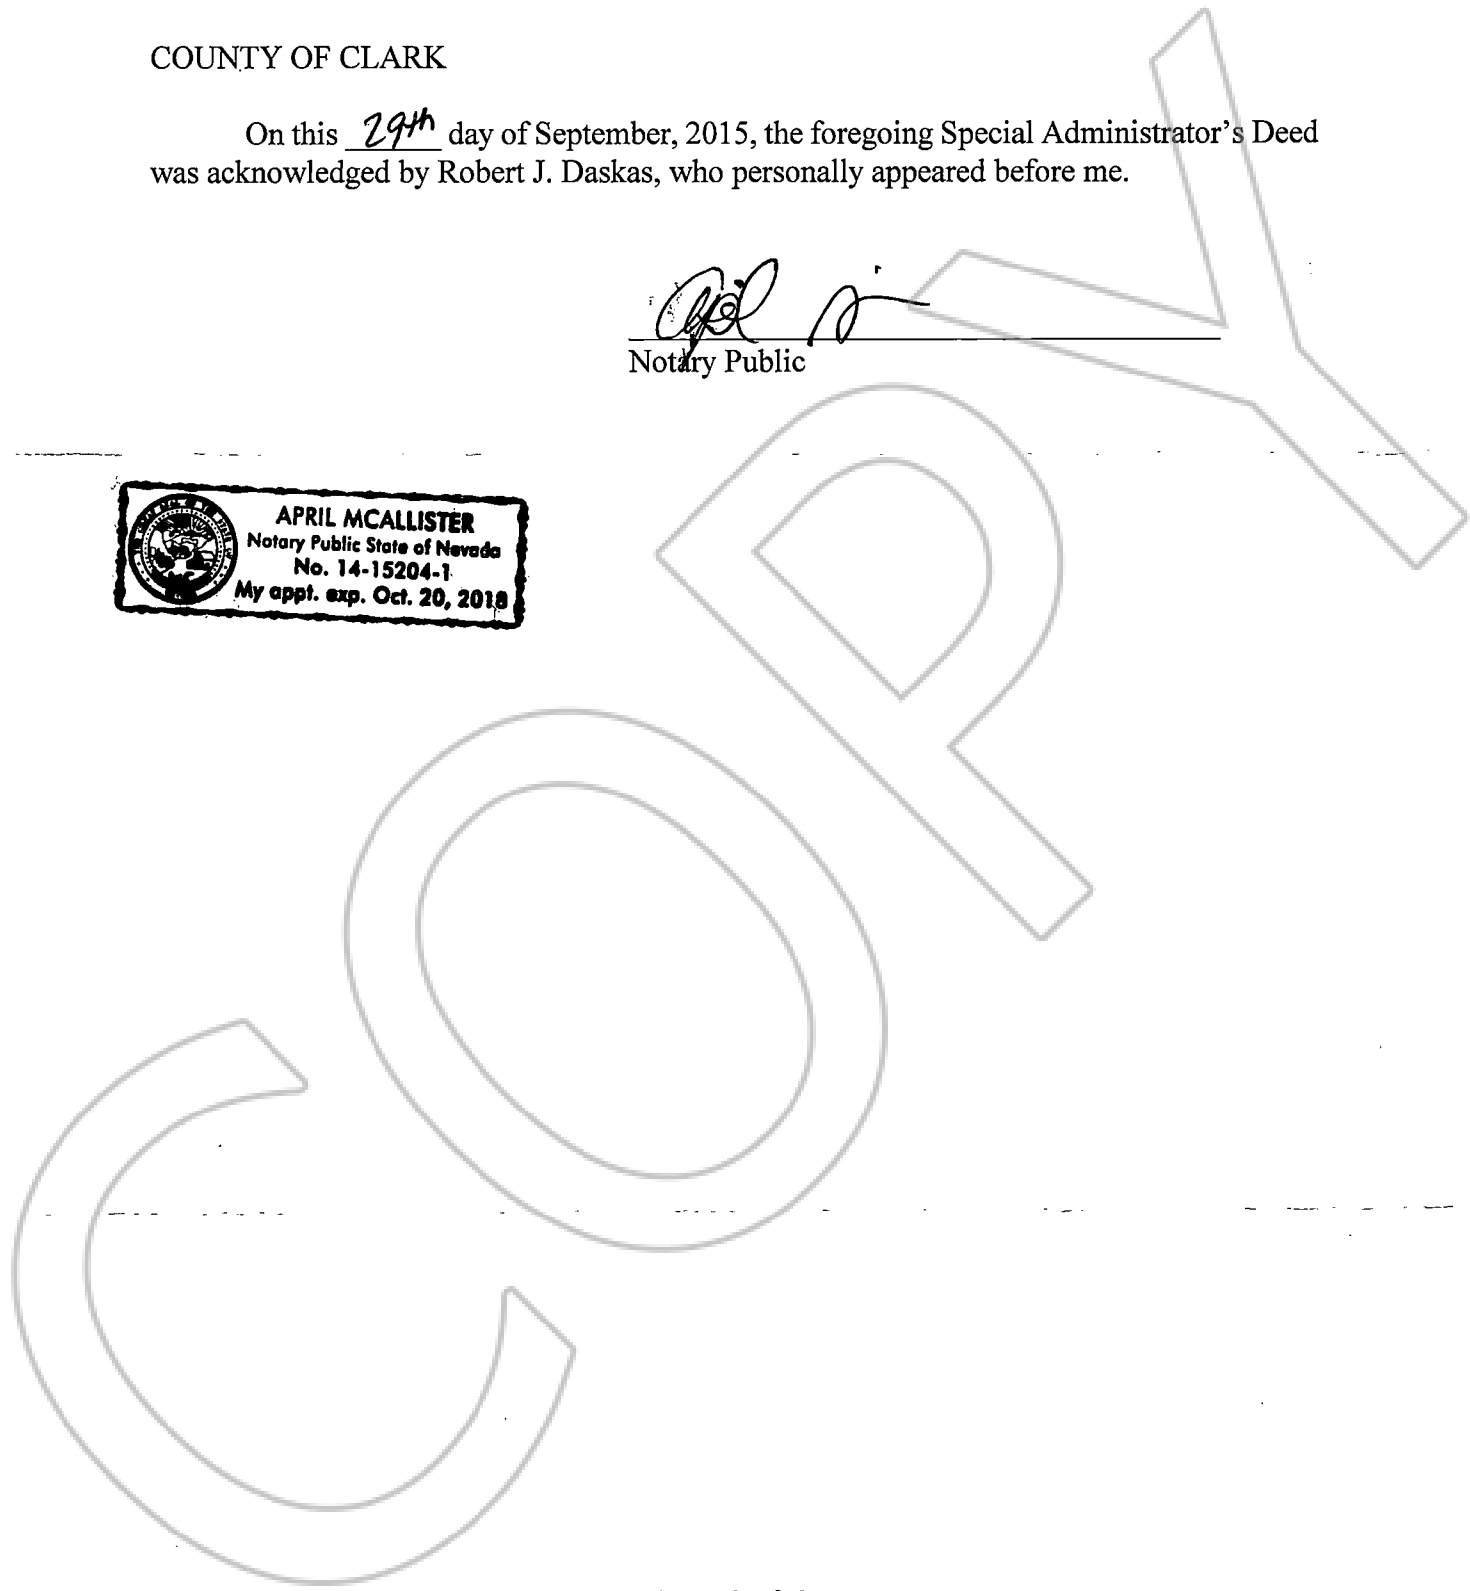 COUNTY OF CLARK
On this 29th day of September, 2015, the foregoing Special Administrator's Deed
was acknowledged by Robert J. Daskas, who personally appeared before me.
Notary Public
APRIL MCALLISTER
Notary Public State of Nevada
No. 14-15204-1
My appt. exp. Oct. 20, 2018
COPY